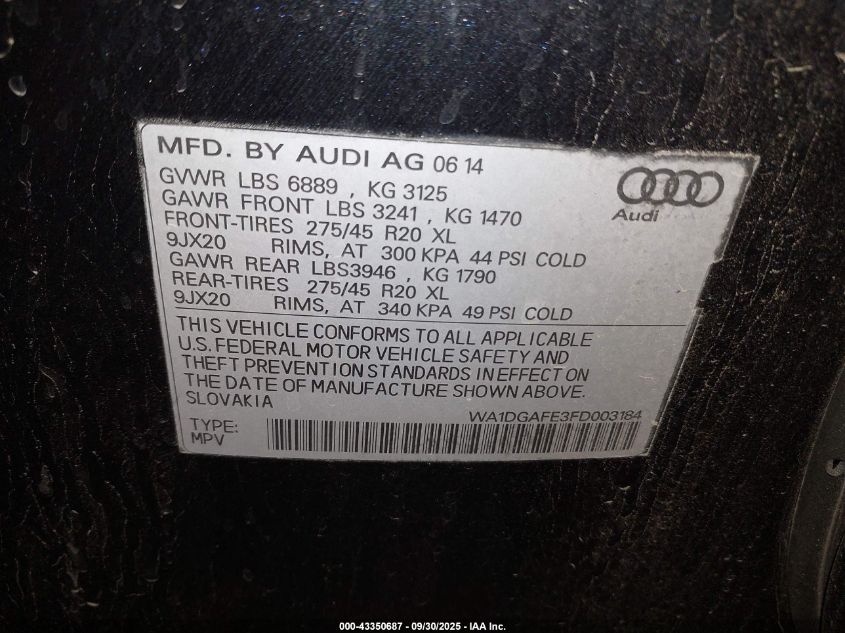 MFD. BY AUDI AG 06 14
GVWR LBS 6889 , KG 3125
GAWR FRONT LBS 3241 , KG 1470
FRONT-TIRES 275/45 R20 XL
9JX20 RIMS, AT 300 KPA 44 PSI COLD
GAWR REAR LBS3946 , KG 1790
REAR-TIRES 275/45 R20 XL
9JX20 RIMS, AT 340 KPA 49 PSI COLD
Audi
THIS VEHICLE CONFORMS TO ALL APPLICABLE
U.S. FEDERAL MOTOR VEHICLE SAFETY AND
THEFT PREVENTION STANDARDS IN EFFECT ON
THE DATE OF MANUFACTURE SHOWN ABOVE.
SLOVAKIA
WA1DGAFE3FD003184
TYPE:
MPV
000-43350687 - 09/30/2025 - IAA Inc.